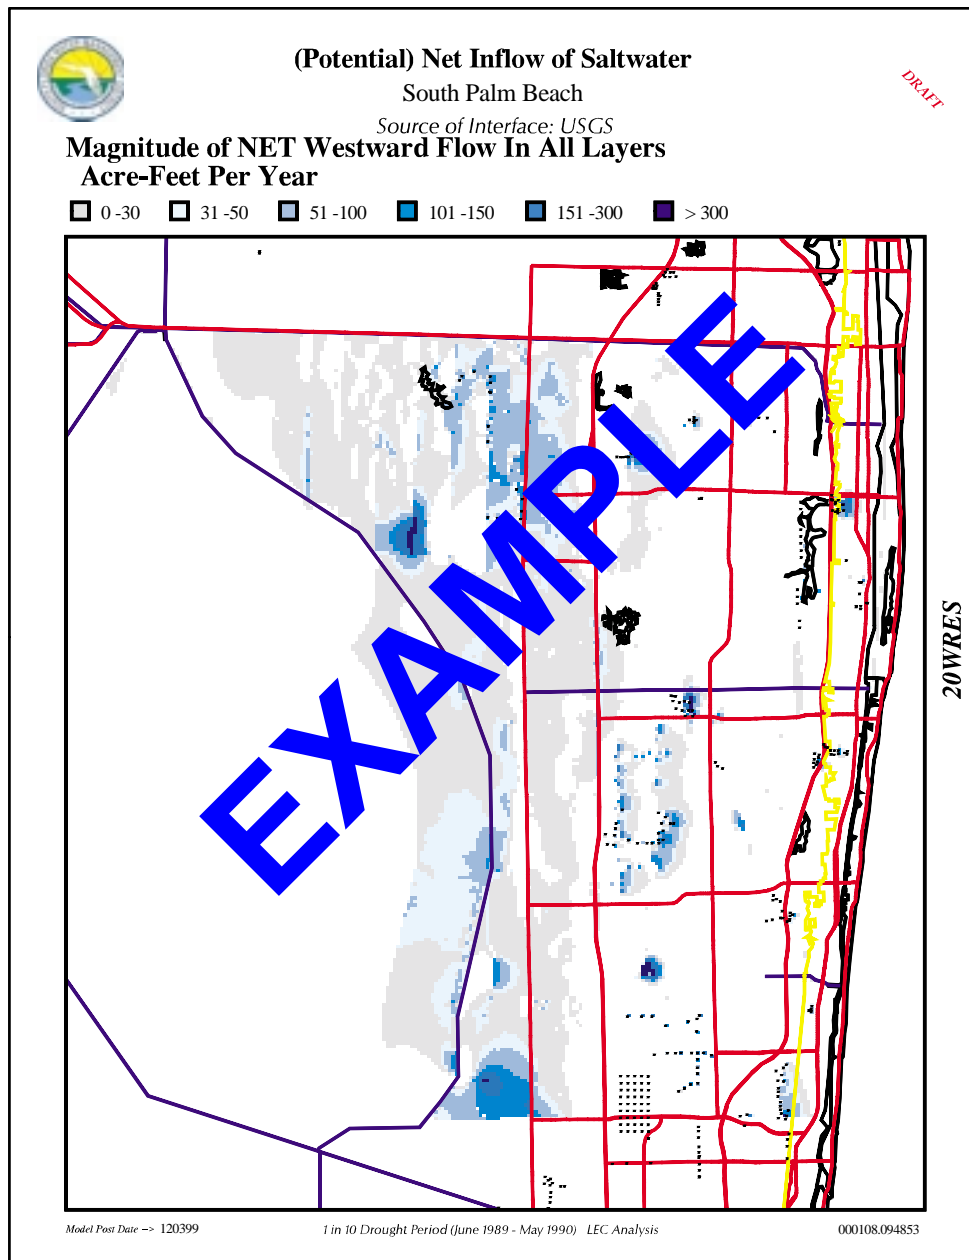 (Potential) Net Inflow of Saltwater
South Palm Beach
Source of Interface: USGS
DRAFT
Magnitude of NET Westward Flow In All Layers
Acre-Feet Per Year
0 -30 31 -50 51 -100 101 -150 151 -300 > 300
EXAMPLE
20WRES
Model Post Date -> 120399 1 in 10 Drought Period (June 1989 - May 1990) LEC Analysis 000108.094853